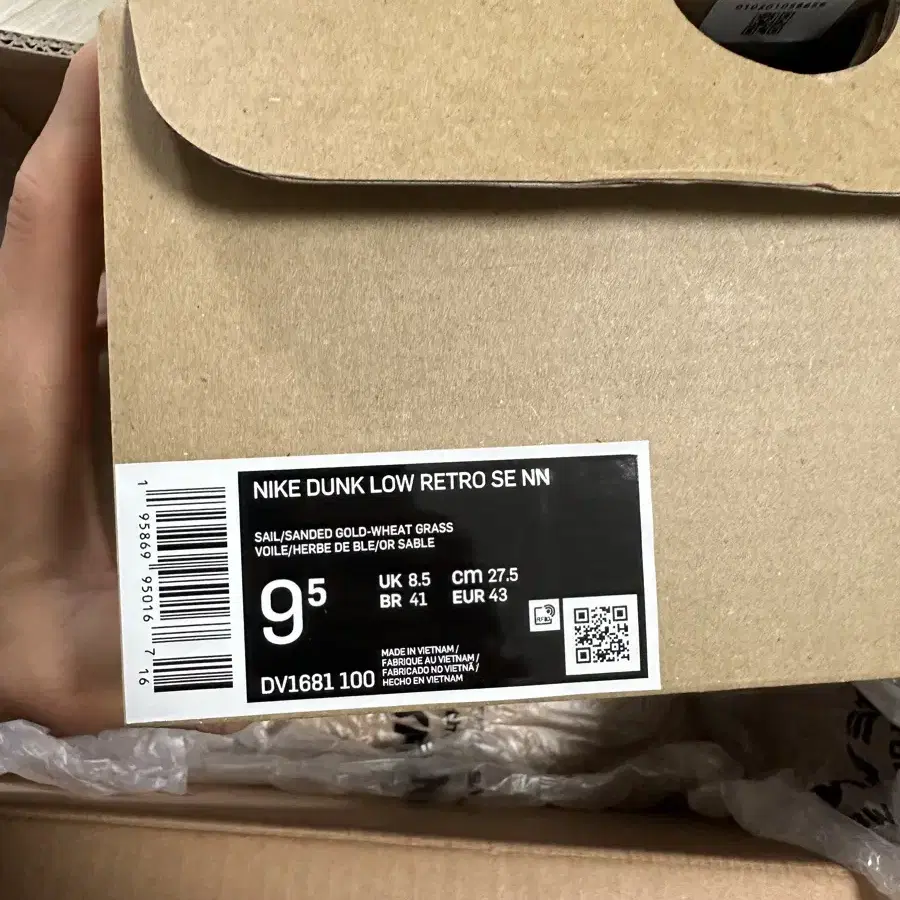 NIKE DUNK LOW RETRO SE NN
SAIL/SANDED GOLD-WHEAT GRASS
VOILE/HERBE DE BLE/OR SABLE
9⁵
UK 8.5 cm 27.5
BR 41 EUR 43
RFID
DV1681 100
MADE IN VIETNAM /
FABRIQUE AU VIETNAM /
FABRICADO NO VIETNÃ /
HECHO EN VIETNAM
1 95869 95016 7 16